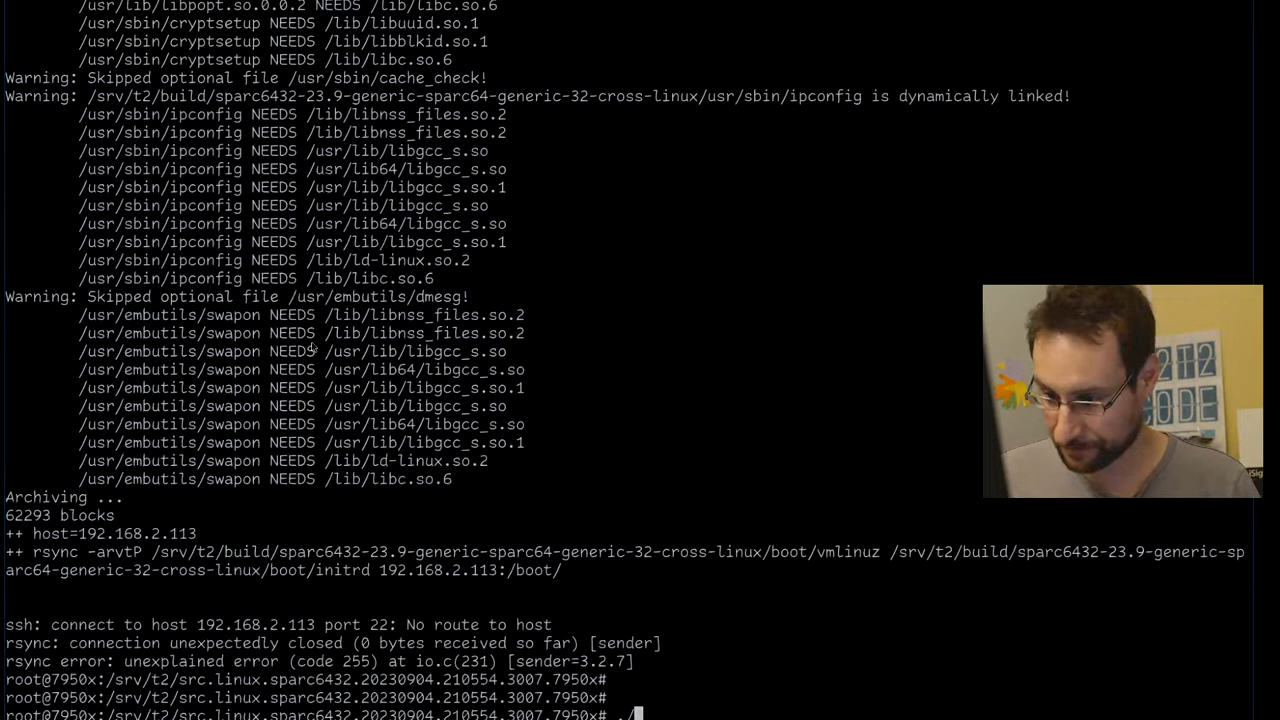 /usr/lib/libpopt.so.0.0.2 NEEDS /lib/libc.so.6
/usr/sbin/cryptsetup NEEDS /lib/libuuid.so.1
/usr/sbin/cryptsetup NEEDS /lib/libblkid.so.1
/usr/sbin/cryptsetup NEEDS /lib/libc.so.6
Warning: Skipped optional file /usr/sbin/cache_check!
Warning: /srv/t2/build/sparc6432-23.9-generic-sparc64-generic-32-cross-linux/usr/sbin/ipconfig is dynamically linked!
/usr/sbin/ipconfig NEEDS /lib/libnss_files.so.2
/usr/sbin/ipconfig NEEDS /lib/libnss_files.so.2
/usr/sbin/ipconfig NEEDS /usr/lib/libgcc_s.so
/usr/sbin/ipconfig NEEDS /usr/lib64/libgcc_s.so
/usr/sbin/ipconfig NEEDS /usr/lib/libgcc_s.so.1
/usr/sbin/ipconfig NEEDS /usr/lib/libgcc_s.so
/usr/sbin/ipconfig NEEDS /usr/lib64/libgcc_s.so
/usr/sbin/ipconfig NEEDS /usr/lib/libgcc_s.so.1
/usr/sbin/ipconfig NEEDS /lib/ld-linux.so.2
/usr/sbin/ipconfig NEEDS /lib/libc.so.6
Warning: Skipped optional file /usr/embutils/dmesg!
/usr/embutils/swapon NEEDS /lib/libnss_files.so.2
/usr/embutils/swapon NEEDS /lib/libnss_files.so.2
/usr/embutils/swapon NEEDS /usr/lib/libgcc_s.so
/usr/embutils/swapon NEEDS /usr/lib64/libgcc_s.so
/usr/embutils/swapon NEEDS /usr/lib/libgcc_s.so.1
/usr/embutils/swapon NEEDS /usr/lib/libgcc_s.so
/usr/embutils/swapon NEEDS /usr/lib64/libgcc_s.so
/usr/embutils/swapon NEEDS /usr/lib/libgcc_s.so.1
/usr/embutils/swapon NEEDS /lib/ld-linux.so.2
/usr/embutils/swapon NEEDS /lib/libc.so.6
Archiving ...
62293 blocks
++ host=192.168.2.113
++ rsync -arvtP /srv/t2/build/sparc6432-23.9-generic-sparc64-generic-32-cross-linux/boot/vmlinuz /srv/t2/build/sparc6432-23.9-generic-sp
arc64-generic-32-cross-linux/boot/initrd 192.168.2.113:/boot/
ssh: connect to host 192.168.2.113 port 22: No route to host
rsync: connection unexpectedly closed (0 bytes received so far) [sender]
rsync error: unexplained error (code 255) at io.c(231) [sender=3.2.7]
root@7950x:/srv/t2/src.linux.sparc6432.20230904.210554.3007.7950x#
root@7950x:/srv/t2/src.linux.sparc6432.20230904.210554.3007.7950x#
root@7950x:/srv/t2/src.linux.sparc6432.20230904.210554.3007.7950x# ./
2T2
CODE